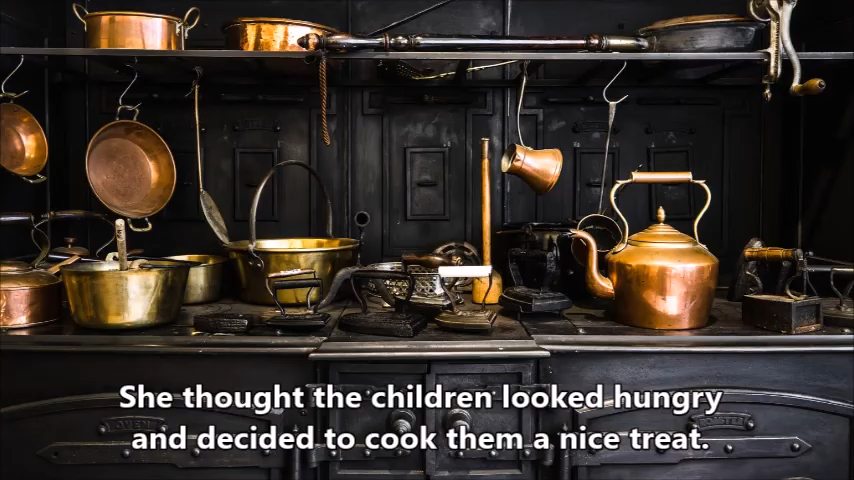 She thought the children looked hungry
and decided to cook them a nice treat.